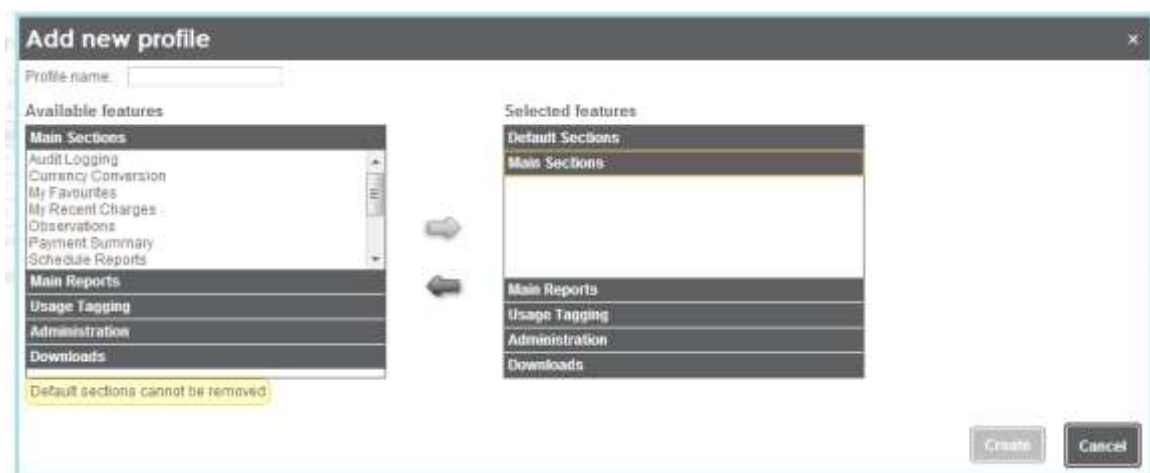 Add new profile
×
Profile name:
Available features
Main Sections
Audit Logging
Currency Conversion
My Favourites
My Recent Charges
Observations
Payment Summary
Schedule Reports
Main Reports
Usage Tagging
Administration
Downloads
Default sections cannot be removed
Selected features
Default Sections
Main Sections
Main Reports
Usage Tagging
Administration
Downloads
Create
Cancel